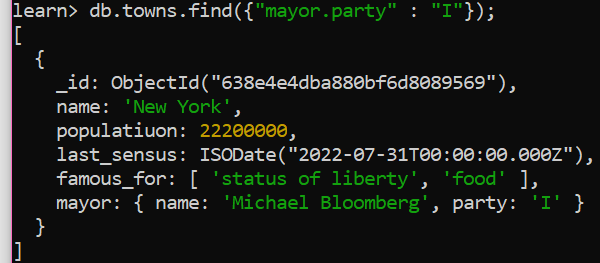 learn> db.towns.find({"mayor.party" : "I"});
[
  {
    _id: ObjectId("638e4e4dba880bf6d8089569"),
    name: 'New York',
    populatiuon: 22200000,
    last_sensus: ISODate("2022-07-31T00:00:00.000Z"),
    famous_for: [ 'status of liberty', 'food' ],
    mayor: { name: 'Michael Bloomberg', party: 'I' }
  }
]